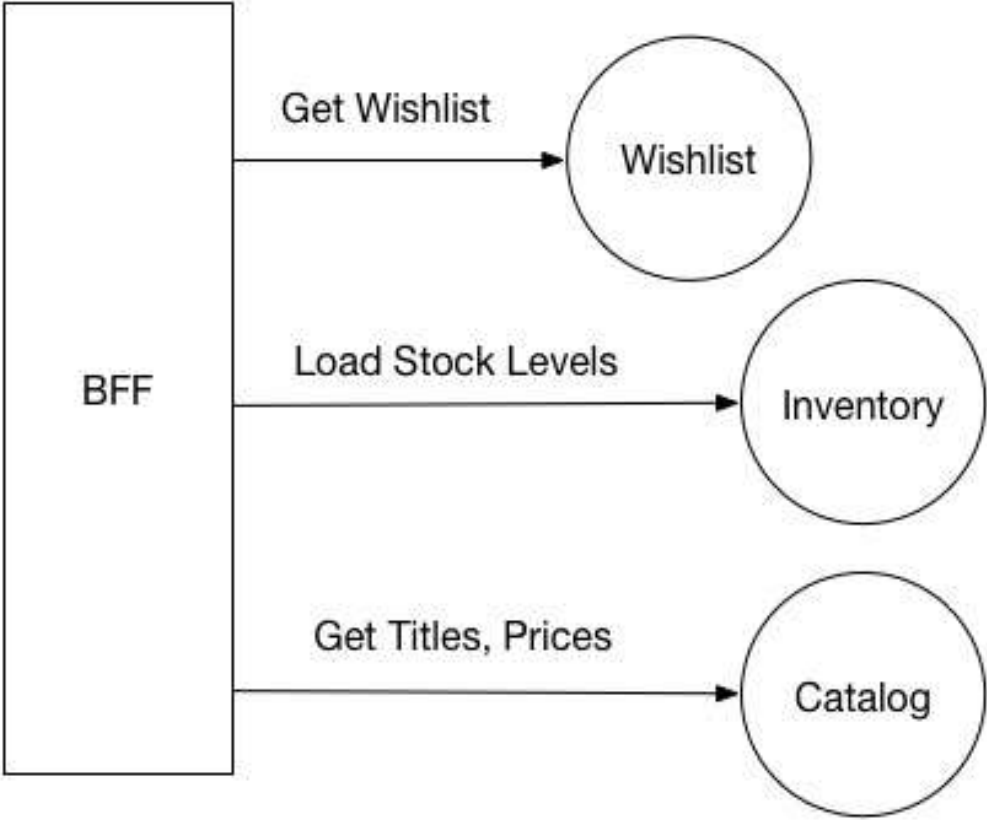 Get Wishlist
Wishlist
BFF
Load Stock Levels
Inventory
Get Titles, Prices
Catalog